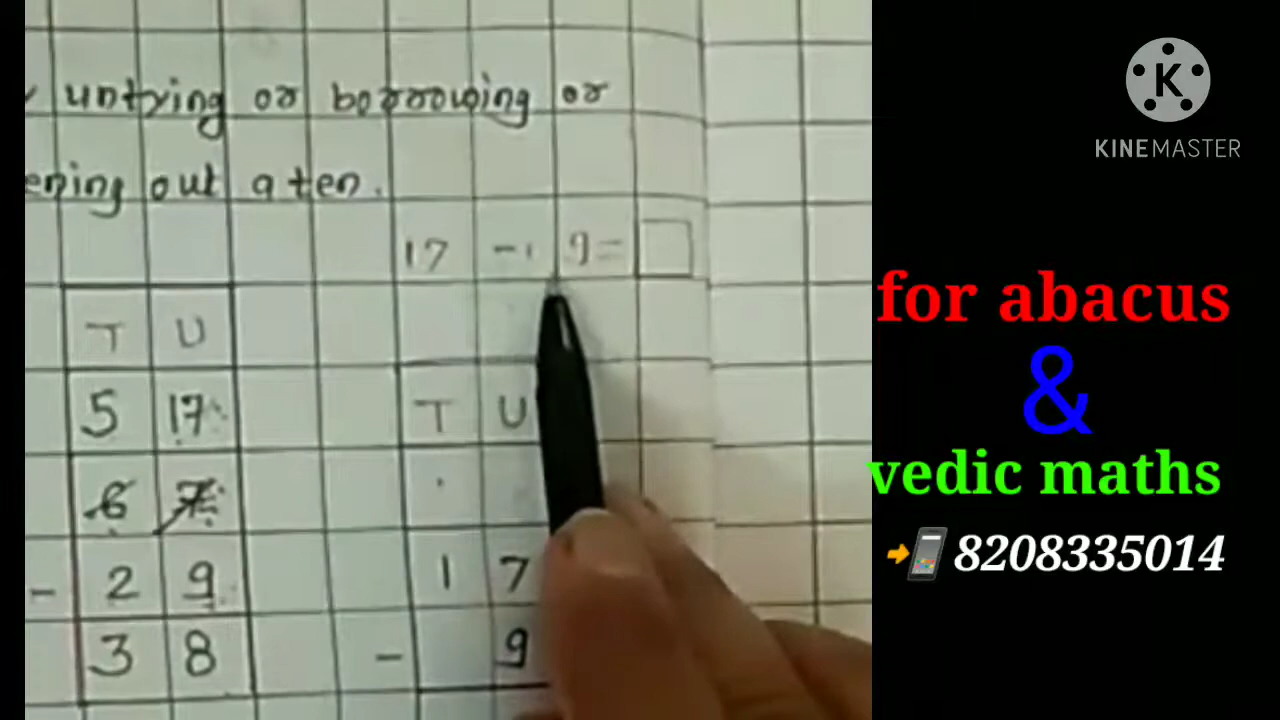 untying or borrowing or
ening out a ten.
17 - 9 = 
T U
5 17
6 7
- 2 9
3 8
T U
1 7
- 9
K
KINEMASTER
for abacus
&
vedic maths
8208335014